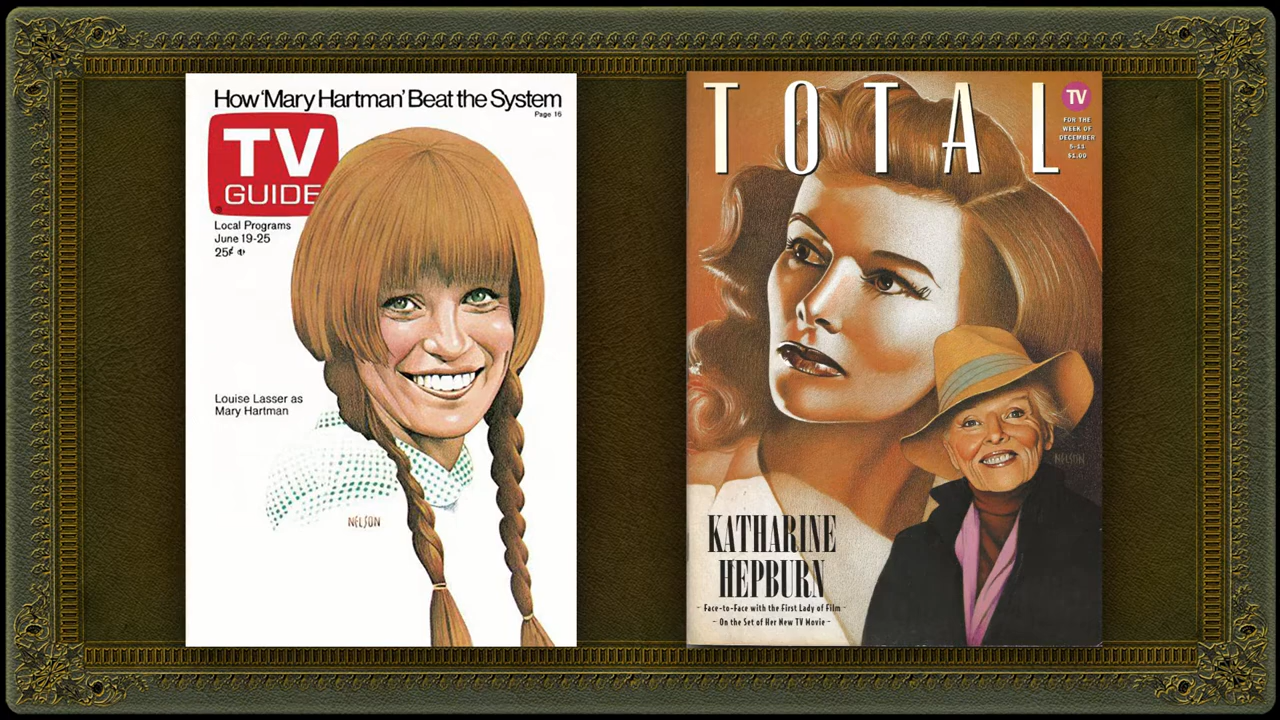 How 'Mary Hartman' Beat the System
Page 16
TV
GUIDE
Local Programs
June 19-25
25¢
Louise Lasser as
Mary Hartman
NELSON
TOTAL
TV
FOR THE
WEEK OF
DECEMBER
5-11
$1.00
NELSON
KATHARINE
HEPBURN
- Face-to-Face with the First Lady of Film -
- On the Set of Her New TV Movie -